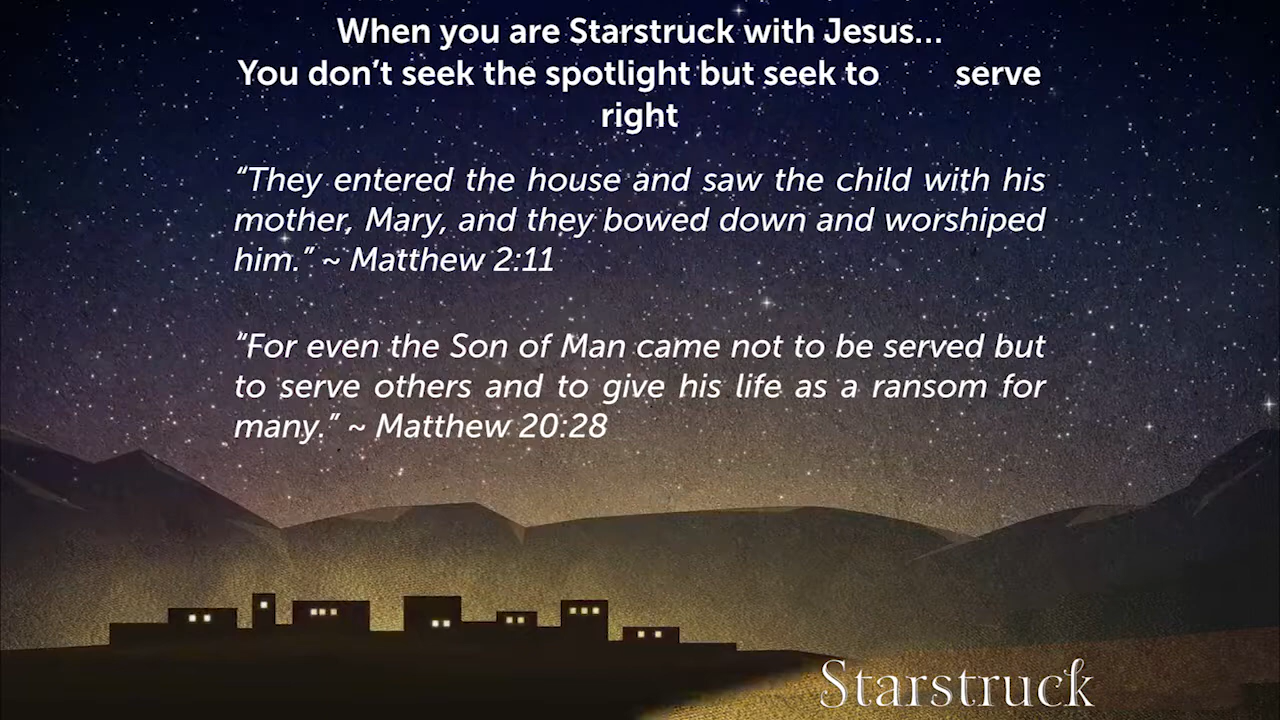 When you are Starstruck with Jesus...
You don't seek the spotlight but seek to serve
right
“They entered the house and saw the child with his
mother, Mary, and they bowed down and worshiped
him.” ~ Matthew 2:11
“For even the Son of Man came not to be served but
to serve others and to give his life as a ransom for
many.” ~ Matthew 20:28
Starstruck